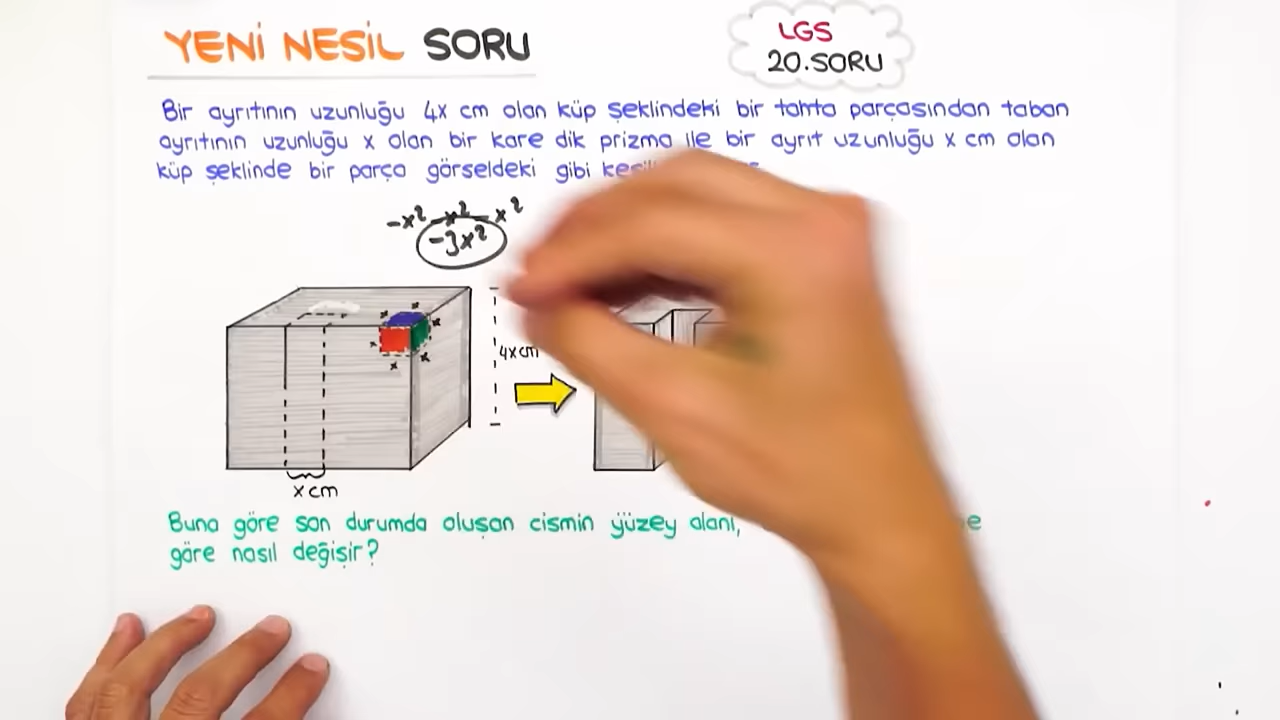 YENİ NESİL SORU
LGS
20.SORU
Bir ayrıtının uzunluğu 4x cm olan küp şeklindeki bir tahta parçasından taban
ayrıtının uzunluğu x olan bir kare dik prizma ile bir ayrıt uzunluğu x cm olan
küp şeklinde bir parça görseldeki gibi
-x² -x² -x²
-3x²
x x
x x
x x
4x cm
x cm
Buna göre son durumda oluşan cismin yüzey alanı,
göre nasıl değişir?